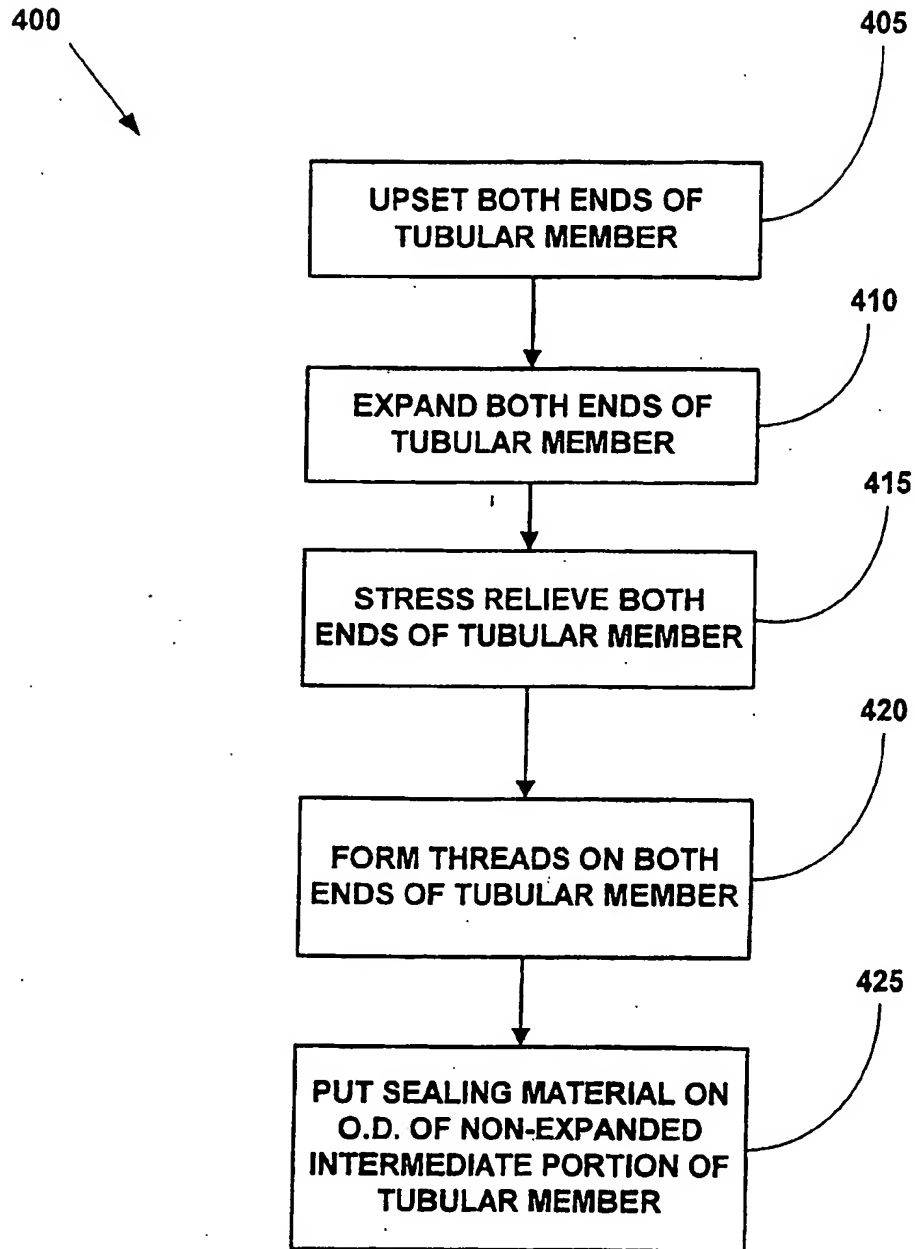 400
405
UPSET BOTH ENDS OF
TUBULAR MEMBER
410
EXPAND BOTH ENDS OF
TUBULAR MEMBER
415
STRESS RELIEVE BOTH
ENDS OF TUBULAR MEMBER
420
FORM THREADS ON BOTH
ENDS OF TUBULAR MEMBER
425
PUT SEALING MATERIAL ON
O.D. OF NON-EXPANDED
INTERMEDIATE PORTION OF
TUBULAR MEMBER